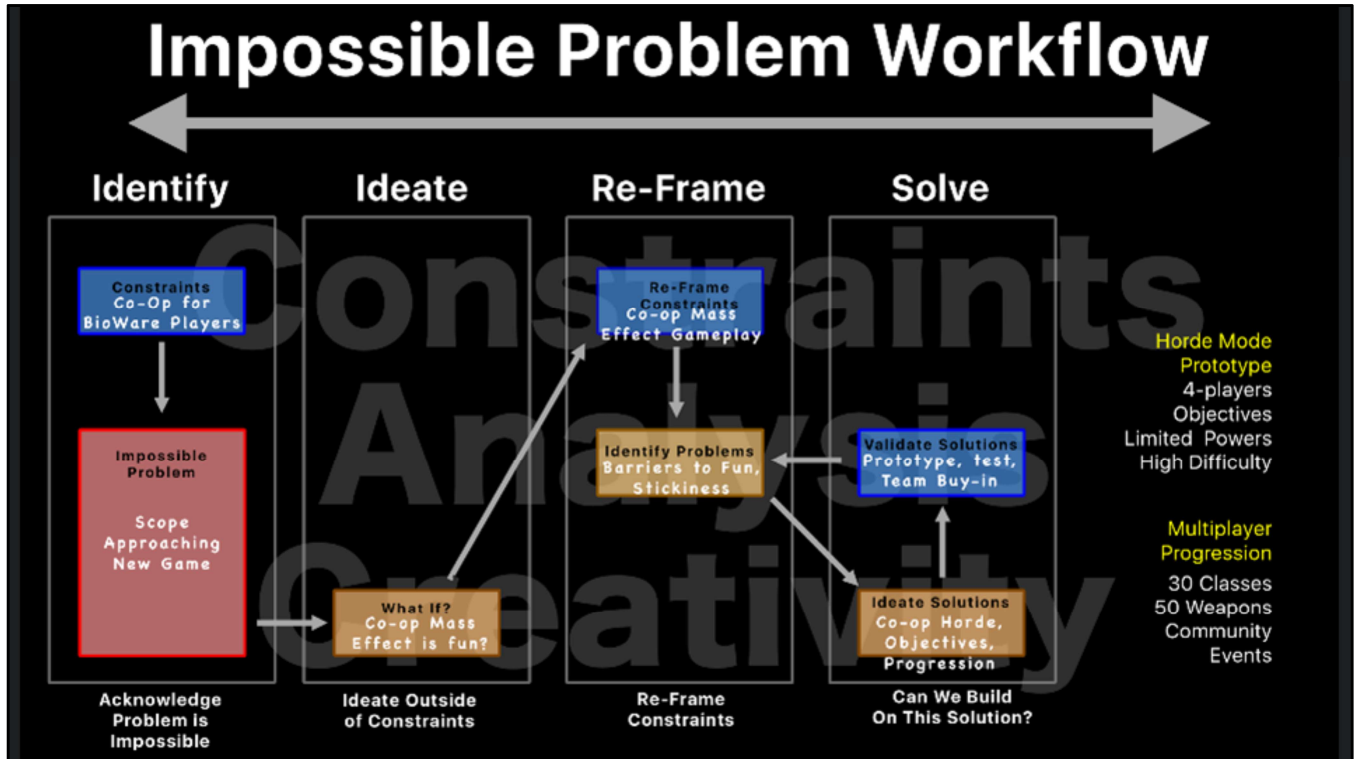 Impossible Problem Workflow
Identify
Ideate
Re-Frame
Solve
Constraints
Analysis
Creativity
Constraints
Co-Op for
BioWare Players
Impossible
Problem
Scope
Approaching
New Game
Acknowledge
Problem is
Impossible
What If?
Co-op Mass
Effect is fun?
Ideate Outside
of Constraints
Re-Frame
Constraints
Co-op Mass
Effect Gameplay
Identify Problems
Barriers to Fun,
Stickiness
Re-Frame
Constraints
Validate Solutions
Prototype, test,
Team Buy-in
Ideate Solutions
Co-op Horde,
Objectives,
Progression
Can We Build
On This Solution?
Horde Mode
Prototype
4-players
Objectives
Limited Powers
High Difficulty
Multiplayer
Progression
30 Classes
50 Weapons
Community
Events